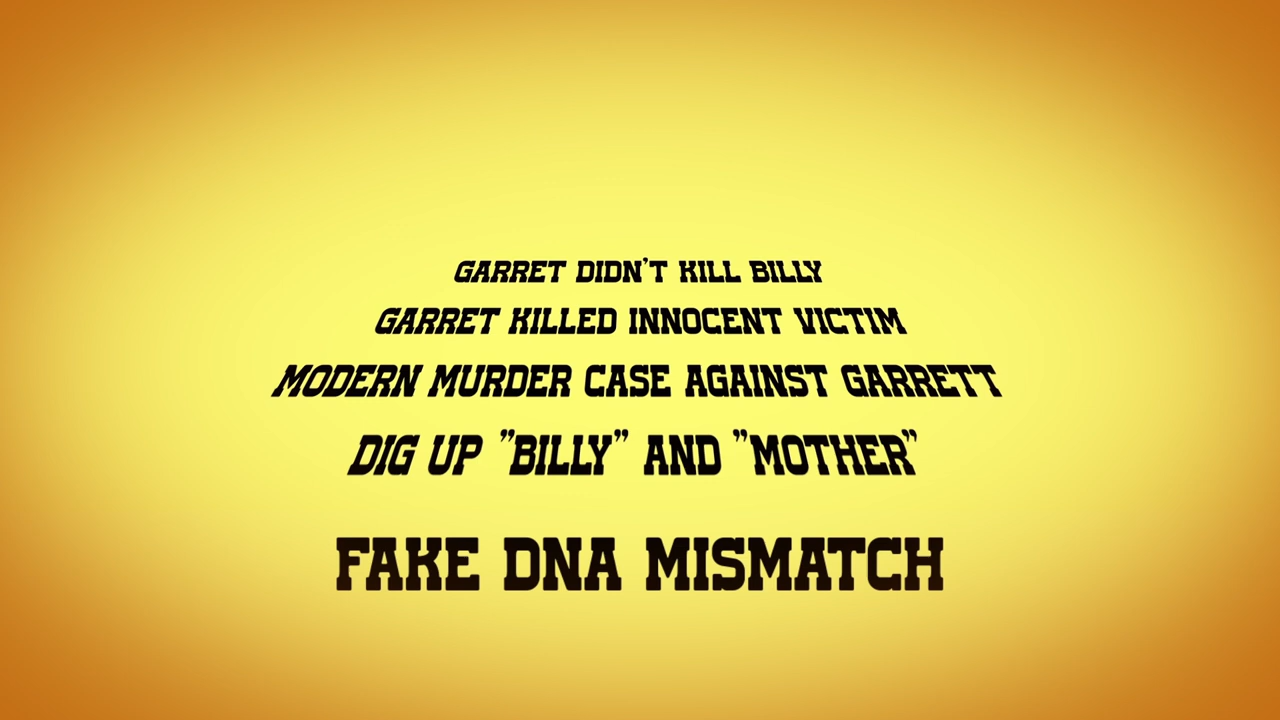 GARRET DIDN'T KILL BILLY
GARRET KILLED INNOCENT VICTIM
MODERN MURDER CASE AGAINST GARRETT
DIG UP "BILLY" AND "MOTHER"
FAKE DNA MISMATCH